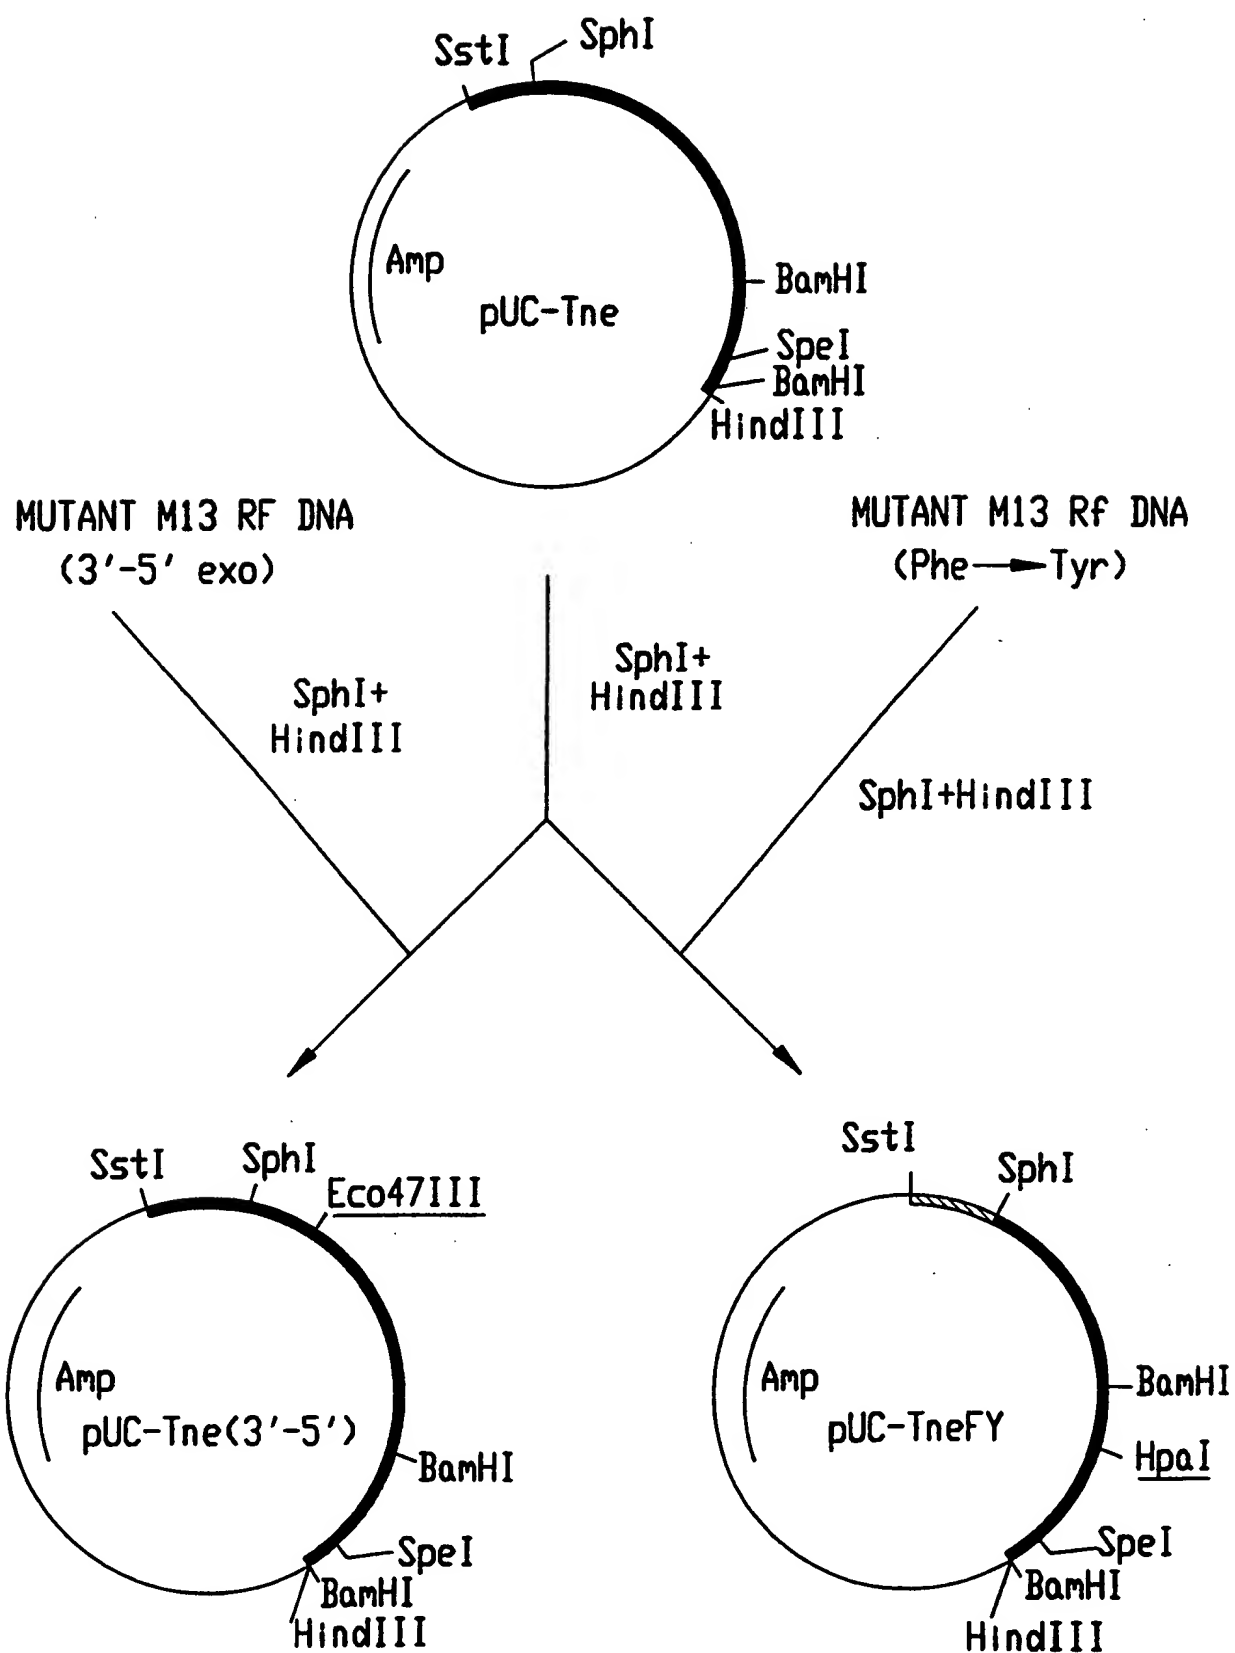 SstI
SphI
Amp
pUC-Tne
BamHI
SpeI
BamHI
HindIII
MUTANT M13 RF DNA
(3'-5' exo)
MUTANT M13 Rf DNA
(Phe→Tyr)
SphI+
HindIII
SphI+
HindIII
SphI+HindIII
SstI
SphI
Eco47III
Amp
pUC-Tne(3'-5')
BamHI
SpeI
BamHI
HindIII
SstI
SphI
Amp
pUC-TneFY
BamHI
HpaI
SpeI
BamHI
HindIII